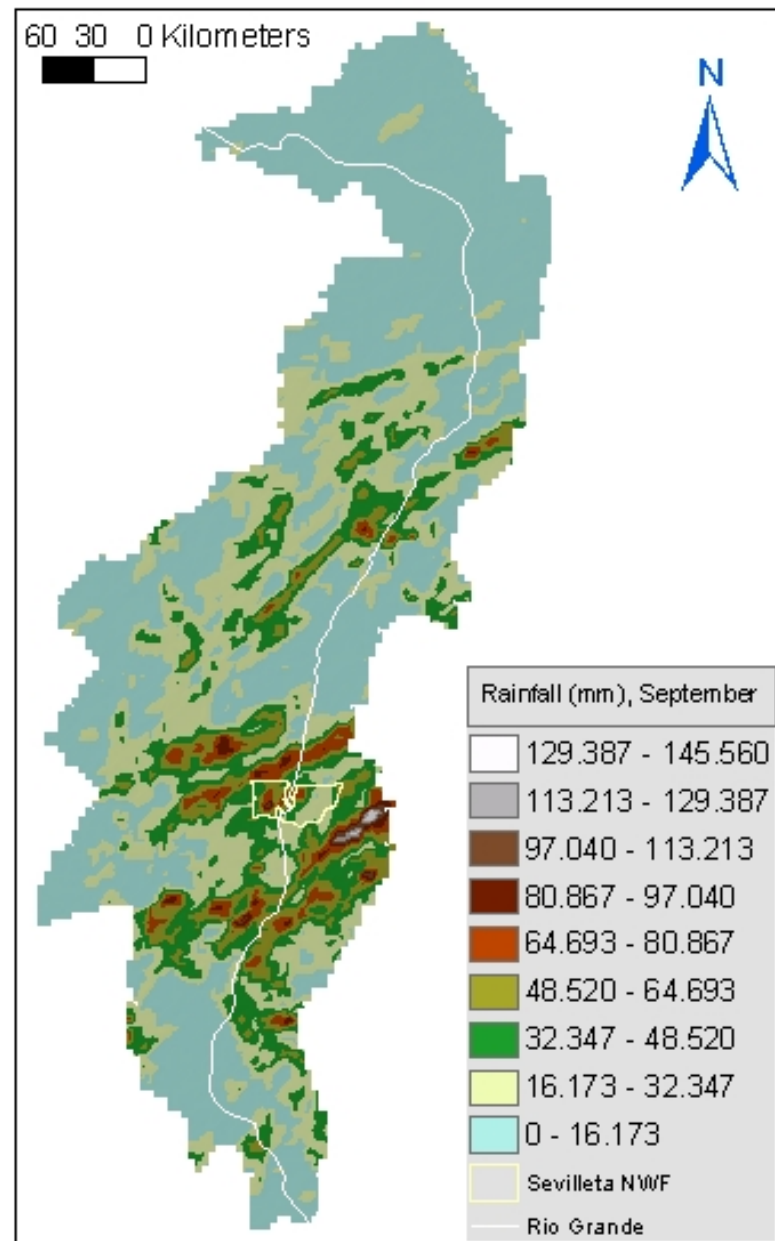 60 30 0 Kilometers
N
Rainfall (mm), September
129.387 - 145.560
113.213 - 129.387
97.040 - 113.213
80.867 - 97.040
64.693 - 80.867
48.520 - 64.693
32.347 - 48.520
16.173 - 32.347
0 - 16.173
Sevilleta NWF
Rio Grande